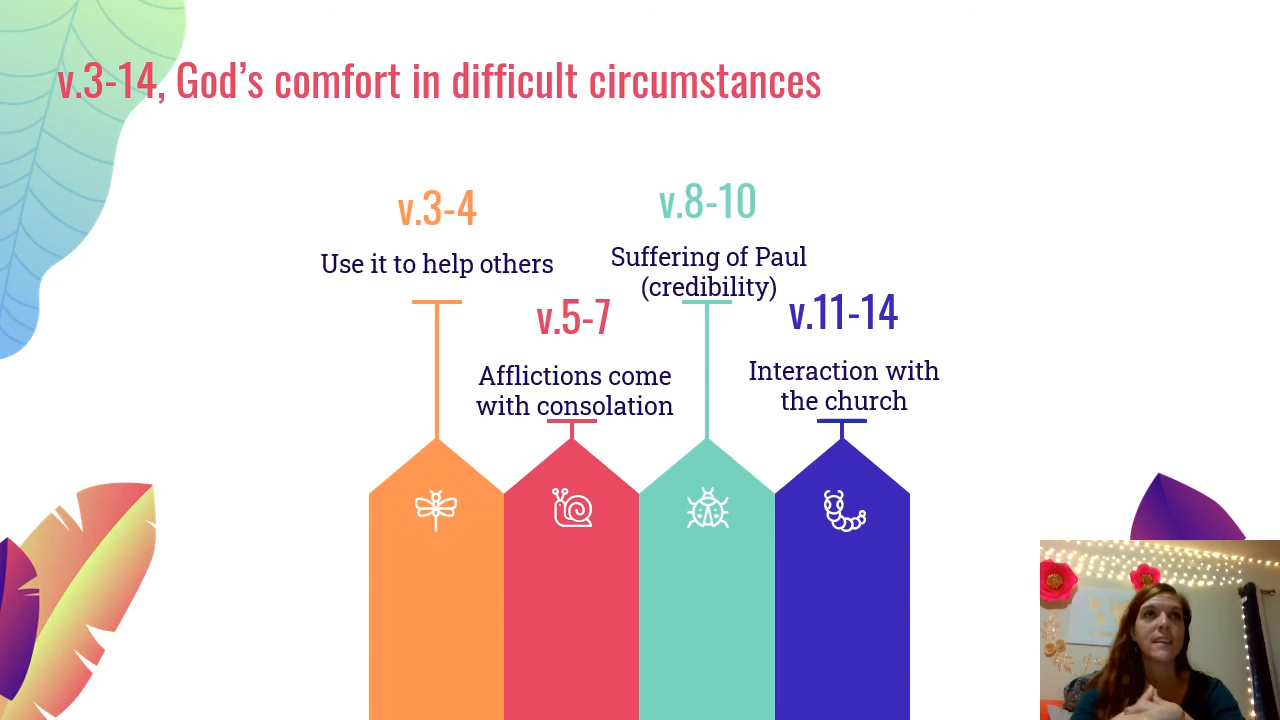 v.3-14, God’s comfort in difficult circumstances
v.3-4
Use it to help others
v.5-7
Afflictions come
with consolation
v.8-10
Suffering of Paul
(credibility)
v.11-14
Interaction with
the church